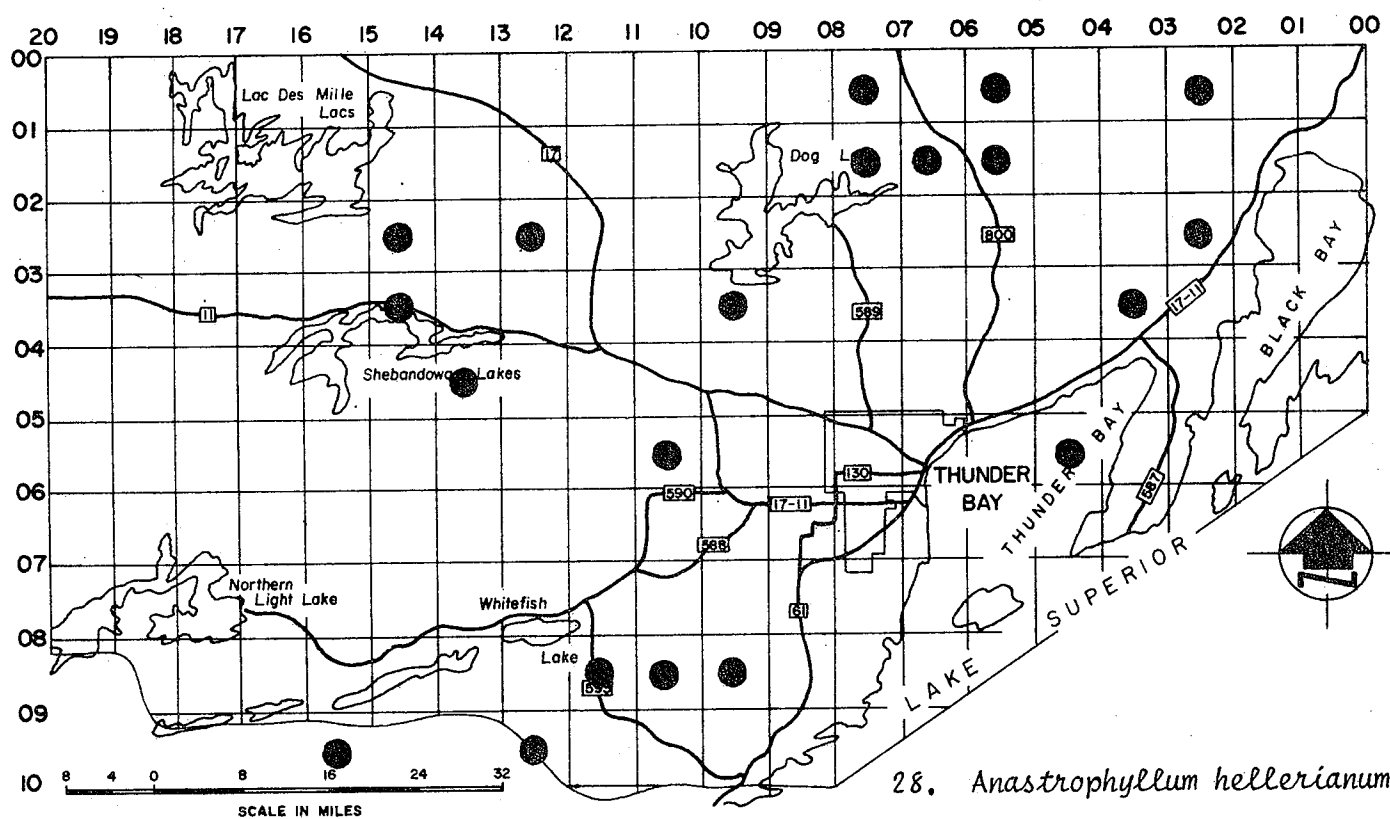 20 19 18 17 16 15 14 13 12 11 10 09 08 07 06 05 04 03 02 01 00
00
01
02
03
04
05
06
07
08
09
10
Lac Des Mille
Lacs
17
Dog L
800
589
11
17-11
BLACK BAY
Shebandowa Lakes
130
THUNDER
BAY
THUNDER BAY
587
590
17-11
588
Northern
Light Lake
Whitefish
Lake
61
593
LAKE SUPERIOR
N
8 4 0 8 16 24 32
SCALE IN MILES
28. Anastrophyllum hellerianum